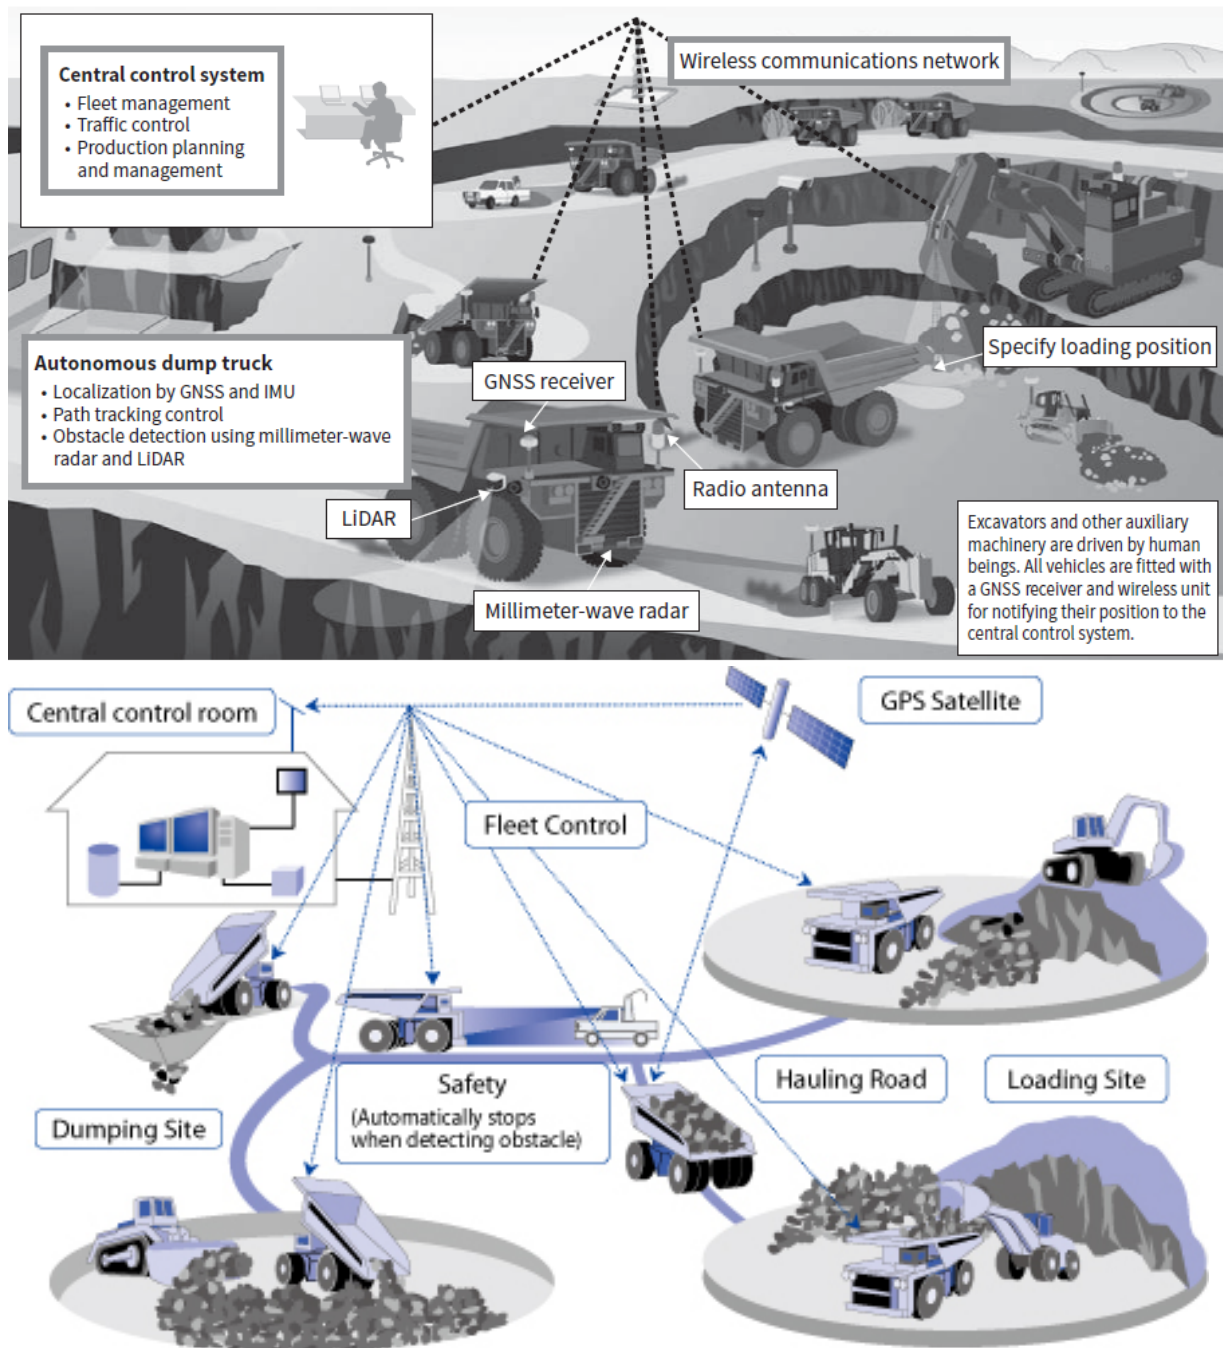 Central control system
• Fleet management
• Traffic control
• Production planning
and management
Wireless communications network
Autonomous dump truck
• Localization by GNSS and IMU
• Path tracking control
• Obstacle detection using millimeter-wave
radar and LiDAR
GNSS receiver
Specify loading position
LiDAR
Radio antenna
Millimeter-wave radar
Excavators and other auxiliary
machinery are driven by human
beings. All vehicles are fitted with
a GNSS receiver and wireless unit
for notifying their position to the
central control system.
Central control room
GPS Satellite
Fleet Control
Safety
(Automatically stops
when detecting obstacle)
Hauling Road
Loading Site
Dumping Site